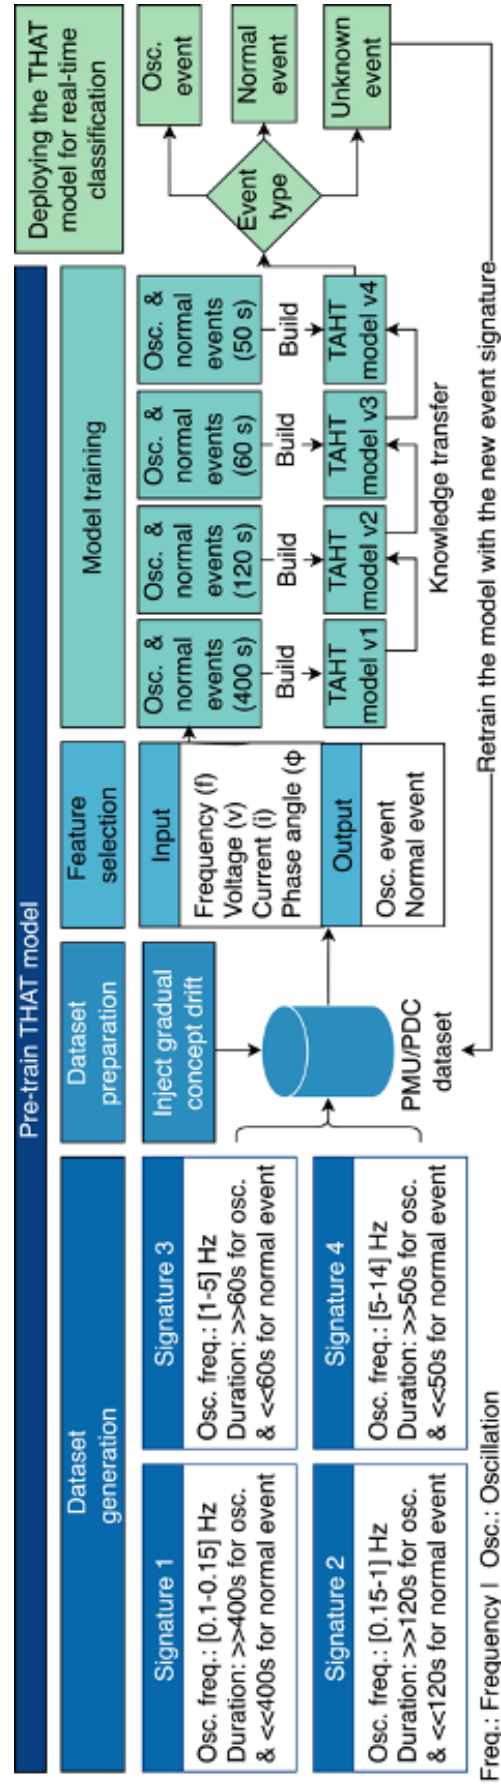 Pre-train THAT model
Deploying the THAT
model for real-time
classification
Dataset
generation
Dataset
preparation
Feature
selection
Model training
Signature 1
Osc. freq.: [0.1-0.15] Hz
Duration: >>400s for osc.
& <<400s for normal event
Signature 3
Osc. freq.: [1-5] Hz
Duration: >>60s for osc.
& <<60s for normal event
Signature 2
Osc. freq.: [0.15-1] Hz
Duration: >>120s for osc.
& <<120s for normal event
Signature 4
Osc. freq.: [5-14] Hz
Duration: >>50s for osc.
& <<50s for normal event
Inject gradual
concept drift
PMU/PDC
dataset
Input
Frequency (f)
Voltage (v)
Current (i)
Phase angle (ϕ
Output
Osc. event
Normal event
Osc. &
normal
events
(400 s)
Osc. &
normal
events
(120 s)
Osc. &
normal
events
(60 s)
Osc. &
normal
events
(50 s)
Build
Build
Build
Build
TAHT
model v1
TAHT
model v2
TAHT
model v3
TAHT
model v4
Knowledge transfer
Event
type
Osc.
event
Normal
event
Unknown
event
Retrain the model with the new event signature
Freq.: Frequency | Osc.: Oscillation